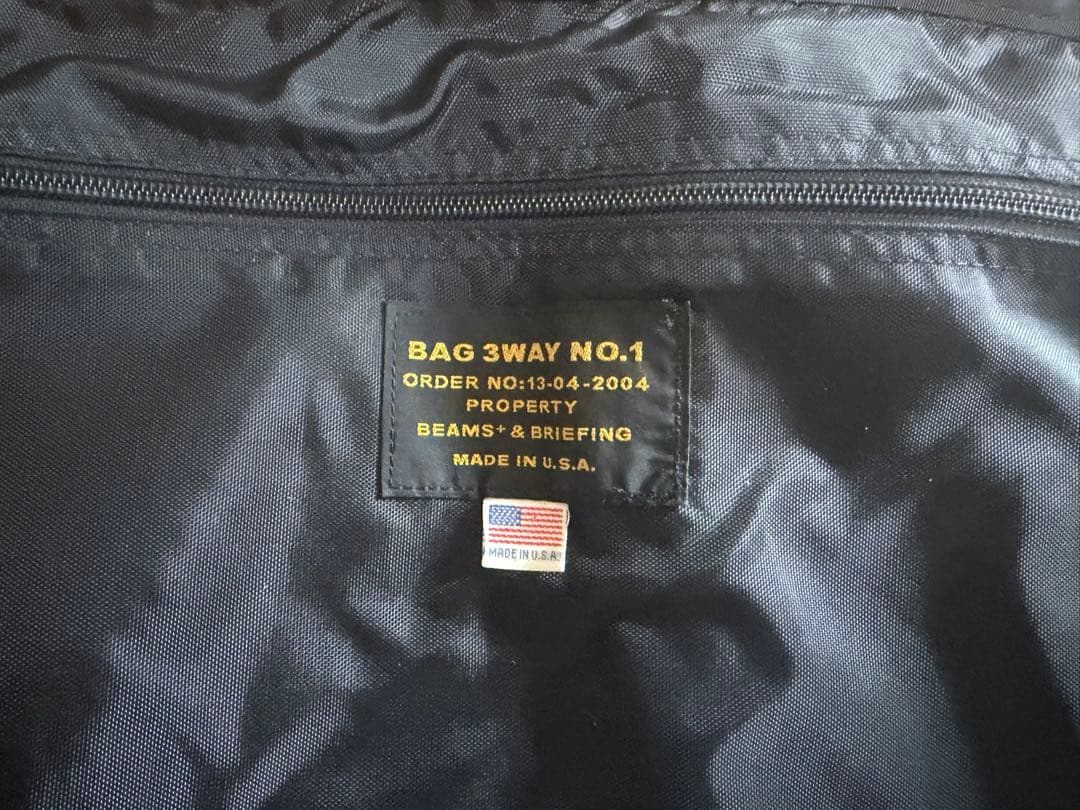 BAG 3WAY NO.1
ORDER NO:13-04-2004
PROPERTY
BEAMS+ & BRIEFING
MADE IN U.S.A.
MADE IN U.S.A.